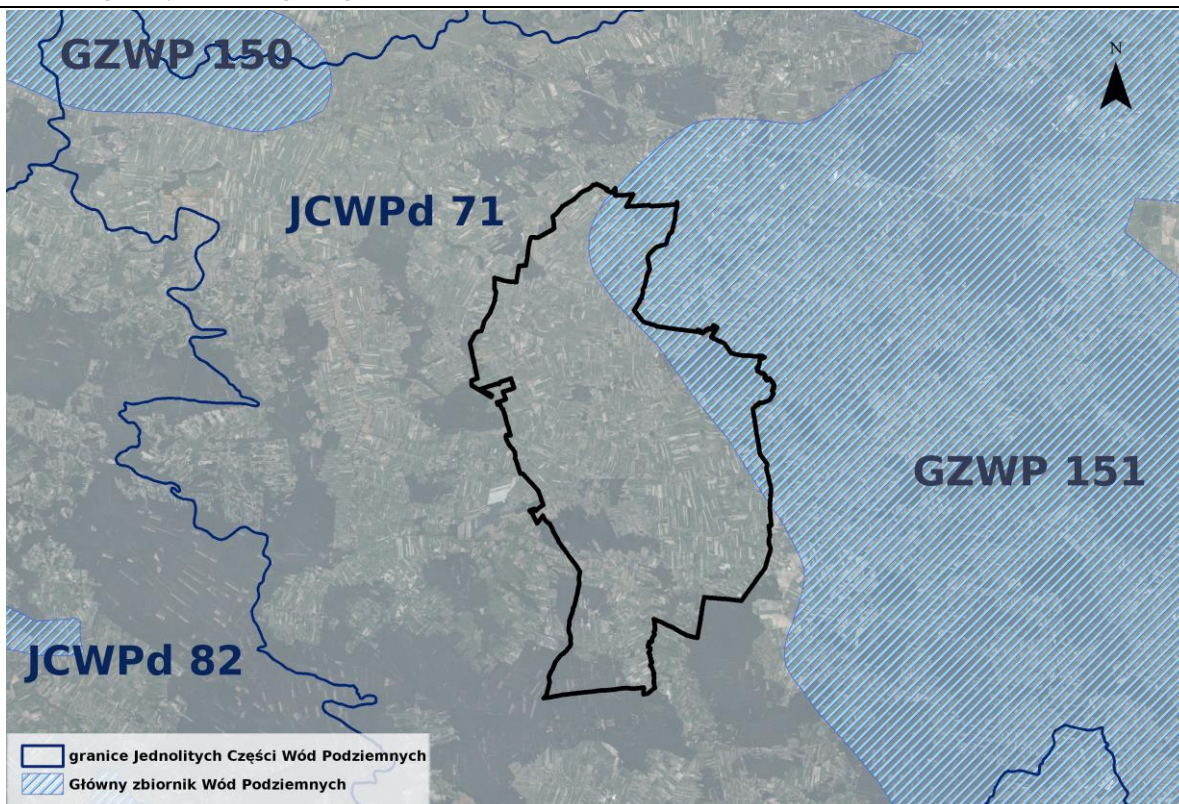 GZWP 150
N
JCWPd 71
GZWP 151
JCWPd 82
granice Jednolitych Części Wód Podziemnych
Główny zbiornik Wód Podziemnych